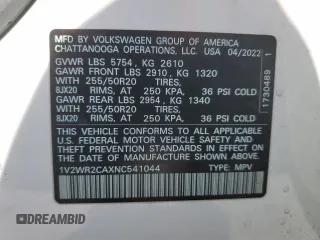 MFD BY VOLKSWAGEN GROUP OF AMERICA
CHATTANOOGA OPERATIONS, LLC. USA 04/2022
GVWR LBS 5754, KG 2610
GAWR FRONT LBS 2910, KG 1320
WITH 255/50R20 TIRES,
8JX20 RIMS, AT 250 KPA, 36 PSI COLD
GAWR REAR LBS 2954, KG 1340
WITH 255/50R20 TIRES,
8JX20 RIMS, AT 250 KPA, 36 PSI COLD
THIS VEHICLE CONFORMS TO ALL APPLICABLE
U.S. FEDERAL MOTOR VEHICLE SAFETY STANDARDS
IN EFFECT ON THE DATE OF MANUFACTURE
SHOWN ABOVE.
1V2WR2CAXNC541044 TYPE: MPV
1730489 1
DREAMBID